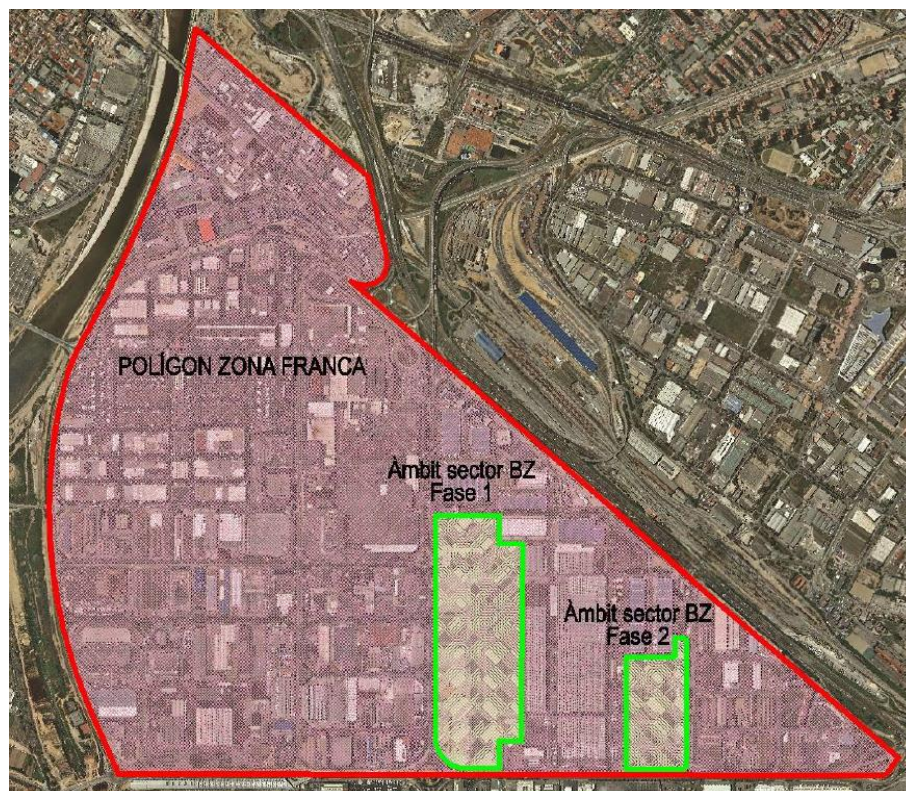 POLÍGON ZONA FRANCA
Àmbit sector BZ
Fase 1
Àmbit sector BZ
Fase 2